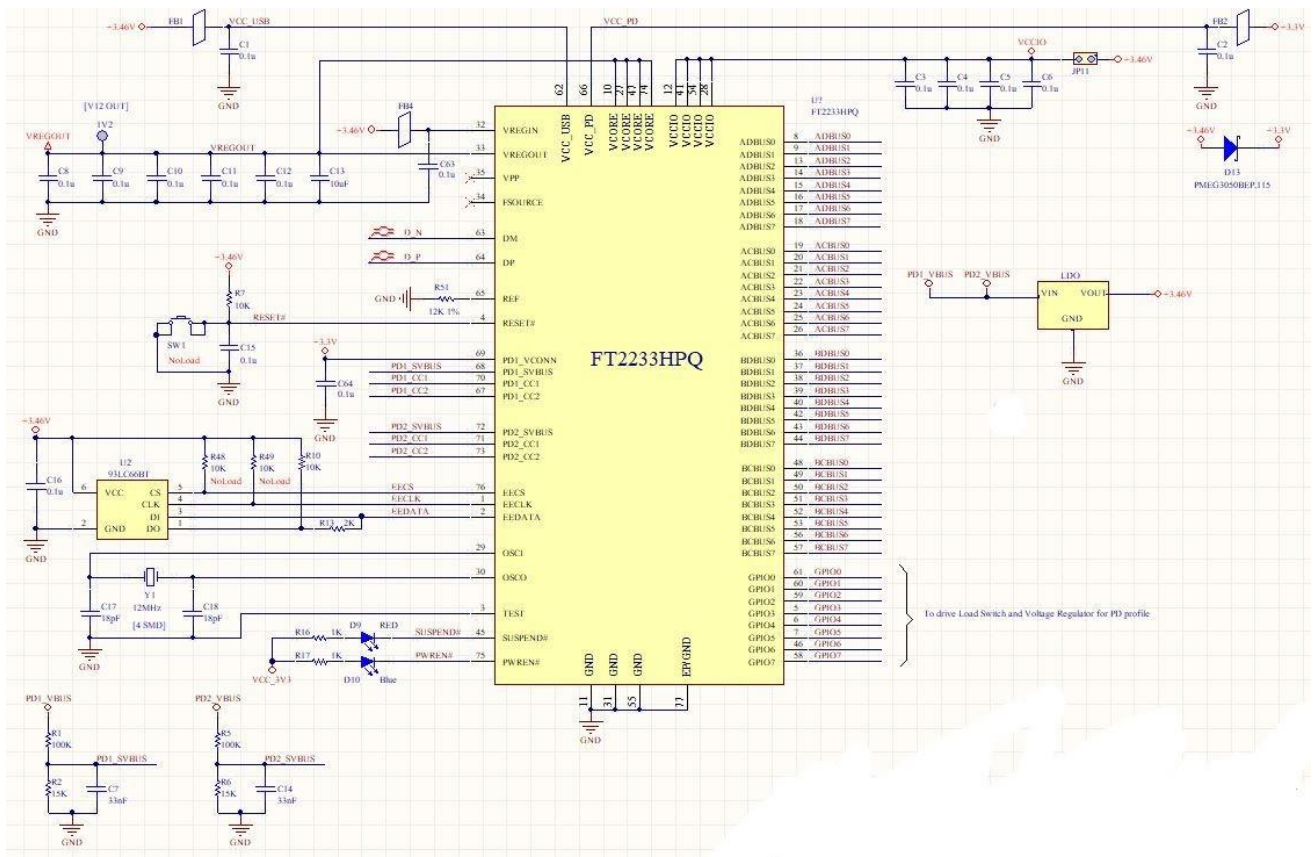 +3.46V FB1 VCC_USB
C1
0.1u
GND
VCC_PD
FB2 +3.3V
C2
0.1u
GND
VCCIO
JP11 +3.46V
C3 0.1u
C4 0.1u
C5 0.1u
C6 0.1u
GND
+3.46V +3.3V
D13
PMEG3050BEP,115
[V12 OUT]
1V2
VREGOUT
VREGOUT
C8 0.1u
C9 0.1u
C10 0.1u
C11 0.1u
C12 0.1u
C13 10uF
GND
+3.46V FB4
C63
0.1u
U?
FT2233HPQ
62 VCC_USB
66 VCC_PD
10 VCORE
27 VCORE
47 VCORE
74 VCORE
12 VCCIO
41 VCCIO
54 VCCIO
28 VCCIO
32 VREGIN
33 VREGOUT
35 VPP
34 FSOURCE
O_N 63 DM
O_P 64 DP
GND R51 65 REF
12K 1%
+3.46V
R7
10K
RESET# 4 RESET#
SW1
NoLoad
C15
0.1u
GND
+3.3V
C64
0.1u
GND
69 PD1_VCONN
PD1_SVBUS 68 PD1_SVBUS
PD1_CC1 70 PD1_CC1
PD1_CC2 67 PD1_CC2
PD2_SVBUS 72 PD2_SVBUS
PD2_CC1 71 PD2_CC1
PD2_CC2 73 PD2_CC2
+3.46V
C16
0.1u
GND
U2
93LC66BT
6 VCC CS 5
CLK 4
DI 3
2 GND DO 1
R48 10K NoLoad
R49 10K NoLoad
R10 10K
R13 2K
EECS 76 EECS
EECLK 1 EECLK
EEDATA 2 EEDATA
29 OSCI
30 OSCO
Y1
12MHz
[4 SMD]
C17
18pF
C18
18pF
GND
3 TEST
R16 1K D9 RED SUSPEND# 45 SUSPEND#
R17 1K D10 Blue PWREN# 75 PWREN#
VCC_3V3
FT2233HPQ
ADBUS0 8 ADBUS0
ADBUS1 9 ADBUS1
ADBUS2 13 ADBUS2
ADBUS3 14 ADBUS3
ADBUS4 15 ADBUS4
ADBUS5 16 ADBUS5
ADBUS6 17 ADBUS6
ADBUS7 18 ADBUS7
ACBUS0 19 ACBUS0
ACBUS1 20 ACBUS1
ACBUS2 21 ACBUS2
ACBUS3 22 ACBUS3
ACBUS4 23 ACBUS4
ACBUS5 24 ACBUS5
ACBUS6 25 ACBUS6
ACBUS7 26 ACBUS7
BDBUS0 36 BDBUS0
BDBUS1 37 BDBUS1
BDBUS2 38 BDBUS2
BDBUS3 39 BDBUS3
BDBUS4 40 BDBUS4
BDBUS5 42 BDBUS5
BDBUS6 43 BDBUS6
BDBUS7 44 BDBUS7
BCBUS0 48 BCBUS0
BCBUS1 49 BCBUS1
BCBUS2 50 BCBUS2
BCBUS3 51 BCBUS3
BCBUS4 52 BCBUS4
BCBUS5 53 BCBUS5
BCBUS6 56 BCBUS6
BCBUS7 57 BCBUS7
GPIO0 61 GPIO0
GPIO1 60 GPIO1
GPIO2 59 GPIO2
GPIO3 5 GPIO3
GPIO4 6 GPIO4
GPIO5 7 GPIO5
GPIO6 46 GPIO6
GPIO7 58 GPIO7
To drive Load Switch and Voltage Regulator for PD profile
PD1_VBUS PD2_VBUS
LDO
VIN VOUT
GND
+3.46V
GND
GND 11
GND 31
GND 55
EP/GND 77
GND
PD1_VBUS
R1
100K
PD1_SVBUS
R2
15K
C7
33nF
GND
PD2_VBUS
R5
100K
PD2_SVBUS
R6
15K
C14
33nF
GND